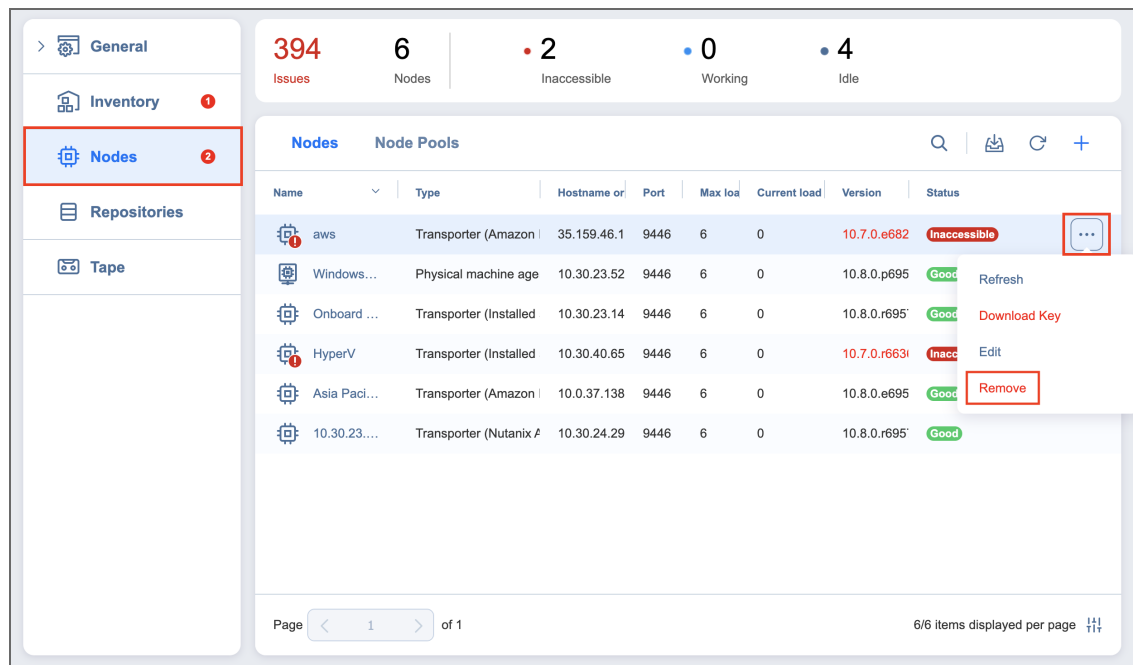 General
Inventory 1
Nodes 2
Repositories
Tape
394 6 2 0 4
Issues Nodes Inaccessible Working Idle
Nodes Node Pools
Name Type Hostname or Port Max loa Current load Version Status
aws Transporter (Amazon 35.159.46.1 9446 6 0 10.7.0.e682 Inaccessible ...
Windows... Physical machine age 10.30.23.52 9446 6 0 10.8.0.p695 Good
Onboard ... Transporter (Installed 10.30.23.14 9446 6 0 10.8.0.r695 Good
HyperV Transporter (Installed 10.30.40.65 9446 6 0 10.7.0.r663 Inacc
Asia Paci... Transporter (Amazon 10.0.37.138 9446 6 0 10.8.0.e695 Good
10.30.23.... Transporter (Nutanix A 10.30.24.29 9446 6 0 10.8.0.r695 Good
Refresh
Download Key
Edit
Remove
Page 1 of 1 6/6 items displayed per page